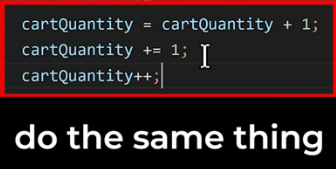 cartQuantity = cartQuantity + 1;
cartQuantity += 1;
cartQuantity++;
do the same thing